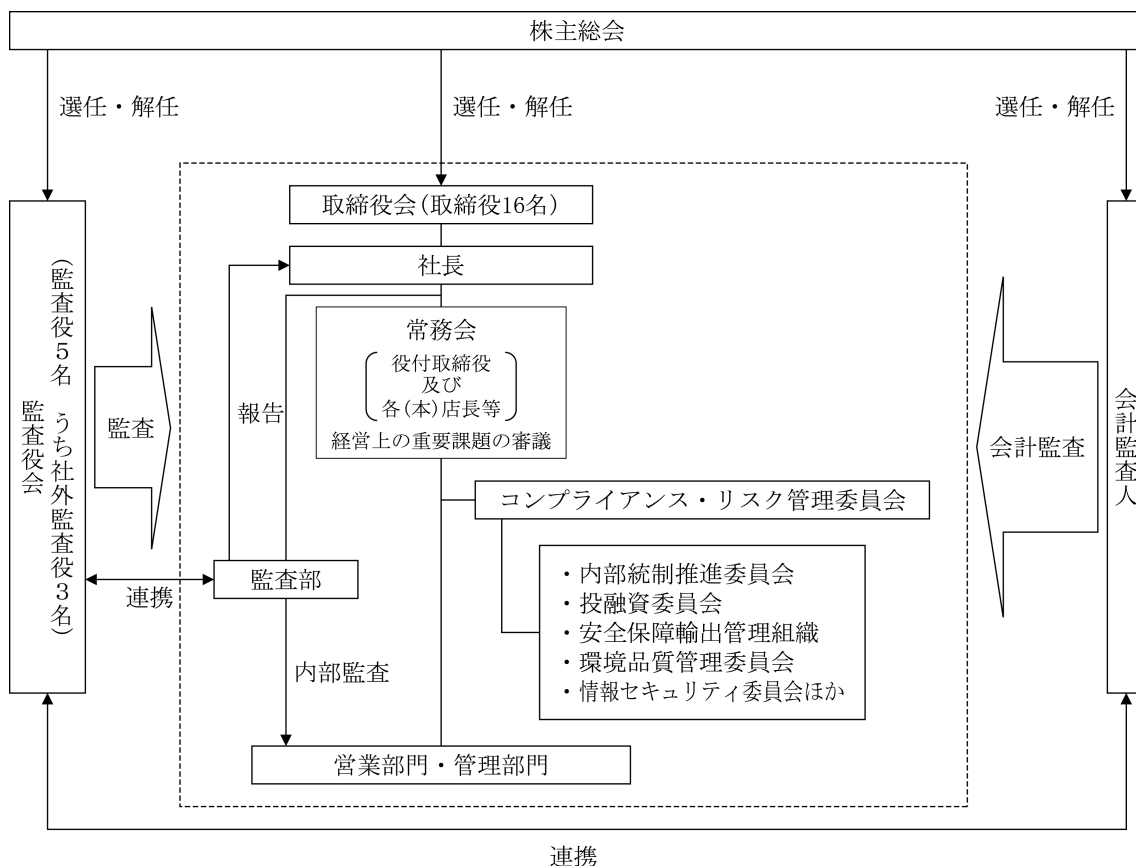 株主総会
選任・解任
選任・解任
選任・解任
取締役会(取締役16名)
社長
常務会
役付取締役
及び
各(本)店長等
経営上の重要課題の審議
報告
監査役会
(監査役5名 うち社外監査役3名)
監査
会計監査
会計監査人
コンプライアンス・リスク管理委員会
・内部統制推進委員会
・投融資委員会
・安全保障輸出管理組織
・環境品質管理委員会
・情報セキュリティ委員会ほか
監査部
連携
内部監査
営業部門・管理部門
連携